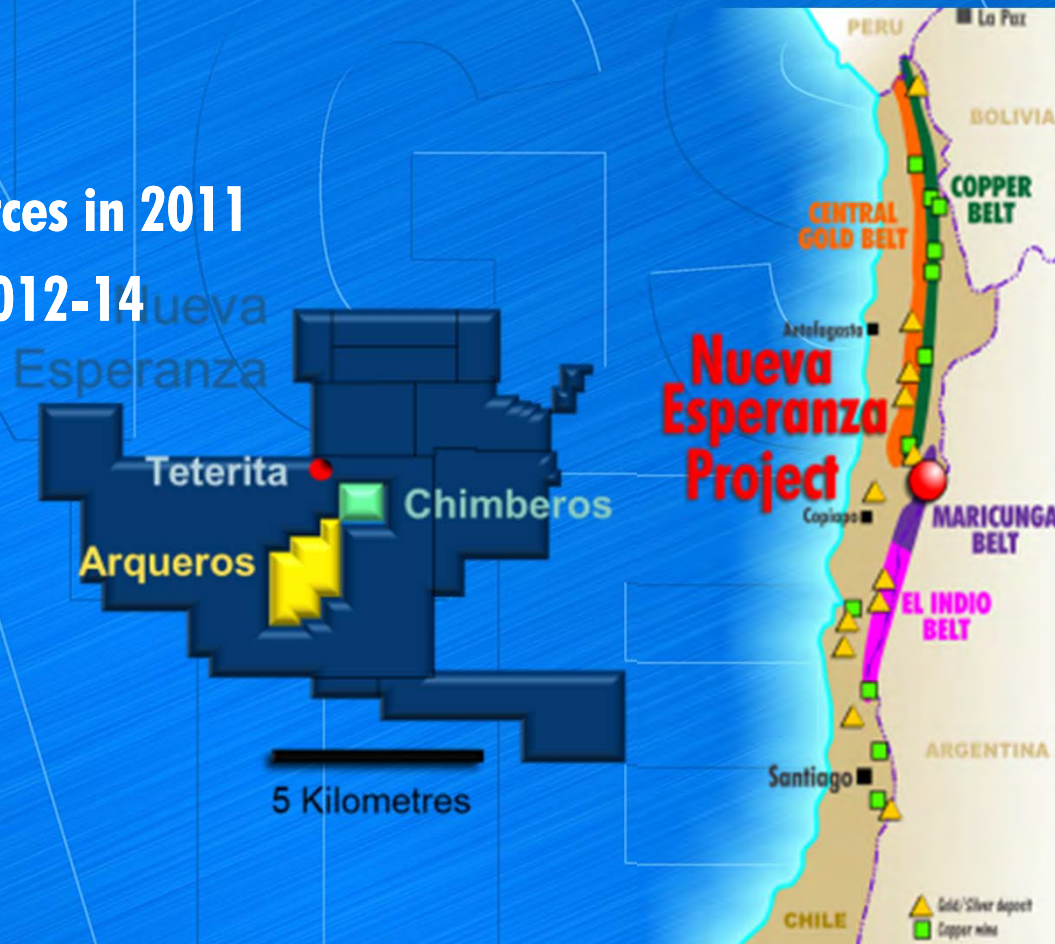 rces in 2011
012-14
Nueva
Esperanza
Teterita
Chimberos
Arqueros
5 Kilometres
PERU
La Paz
BOLIVIA
COPPER
BELT
CENTRAL
GOLD BELT
Antofagasta
Nueva
Esperanza
Project
Copiapo
MARICUNGA
BELT
EL INDIO
BELT
ARGENTINA
Santiago
CHILE
Gold/Silver deposit
Copper mine